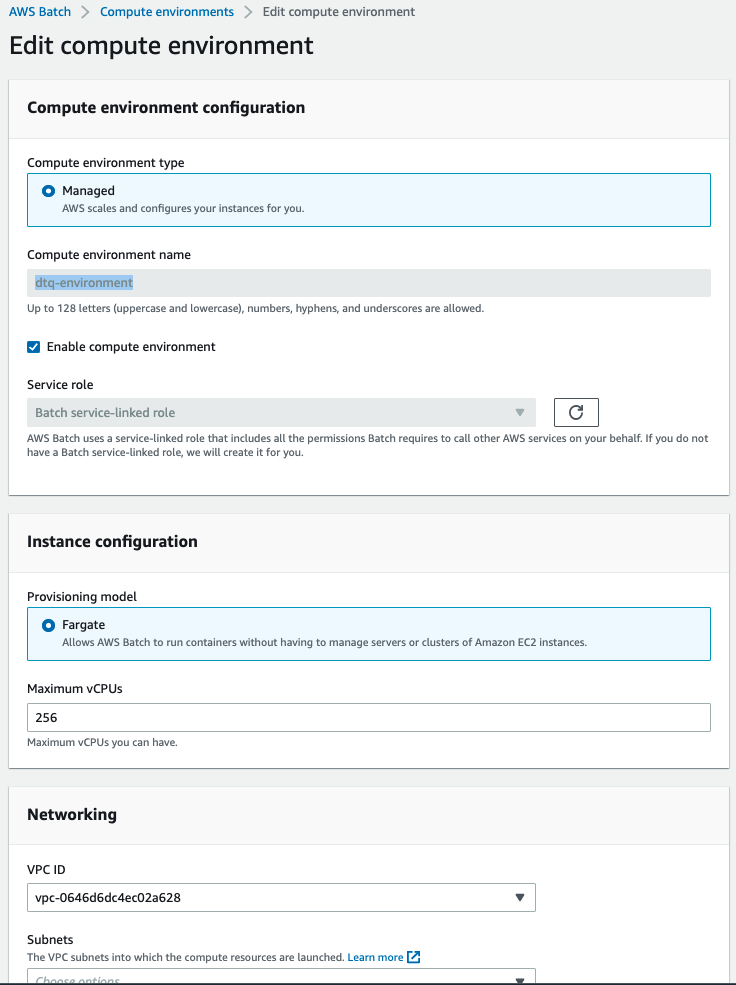 AWS Batch > Compute environments > Edit compute environment
Edit compute environment
Compute environment configuration
Compute environment type
Managed
AWS scales and configures your instances for you.
Compute environment name
dtq-environment
Up to 128 letters (uppercase and lowercase), numbers, hyphens, and underscores are allowed.
Enable compute environment
Service role
Batch service-linked role
AWS Batch uses a service-linked role that includes all the permissions Batch requires to call other AWS services on your behalf. If you do not
have a Batch service-linked role, we will create it for you.
Instance configuration
Provisioning model
Fargate
Allows AWS Batch to run containers without having to manage servers or clusters of Amazon EC2 instances.
Maximum vCPUs
256
Maximum vCPUs you can have.
Networking
VPC ID
vpc-0646d6dc4ec02a628
Subnets
The VPC subnets into which the compute resources are launched. Learn more
Choose options